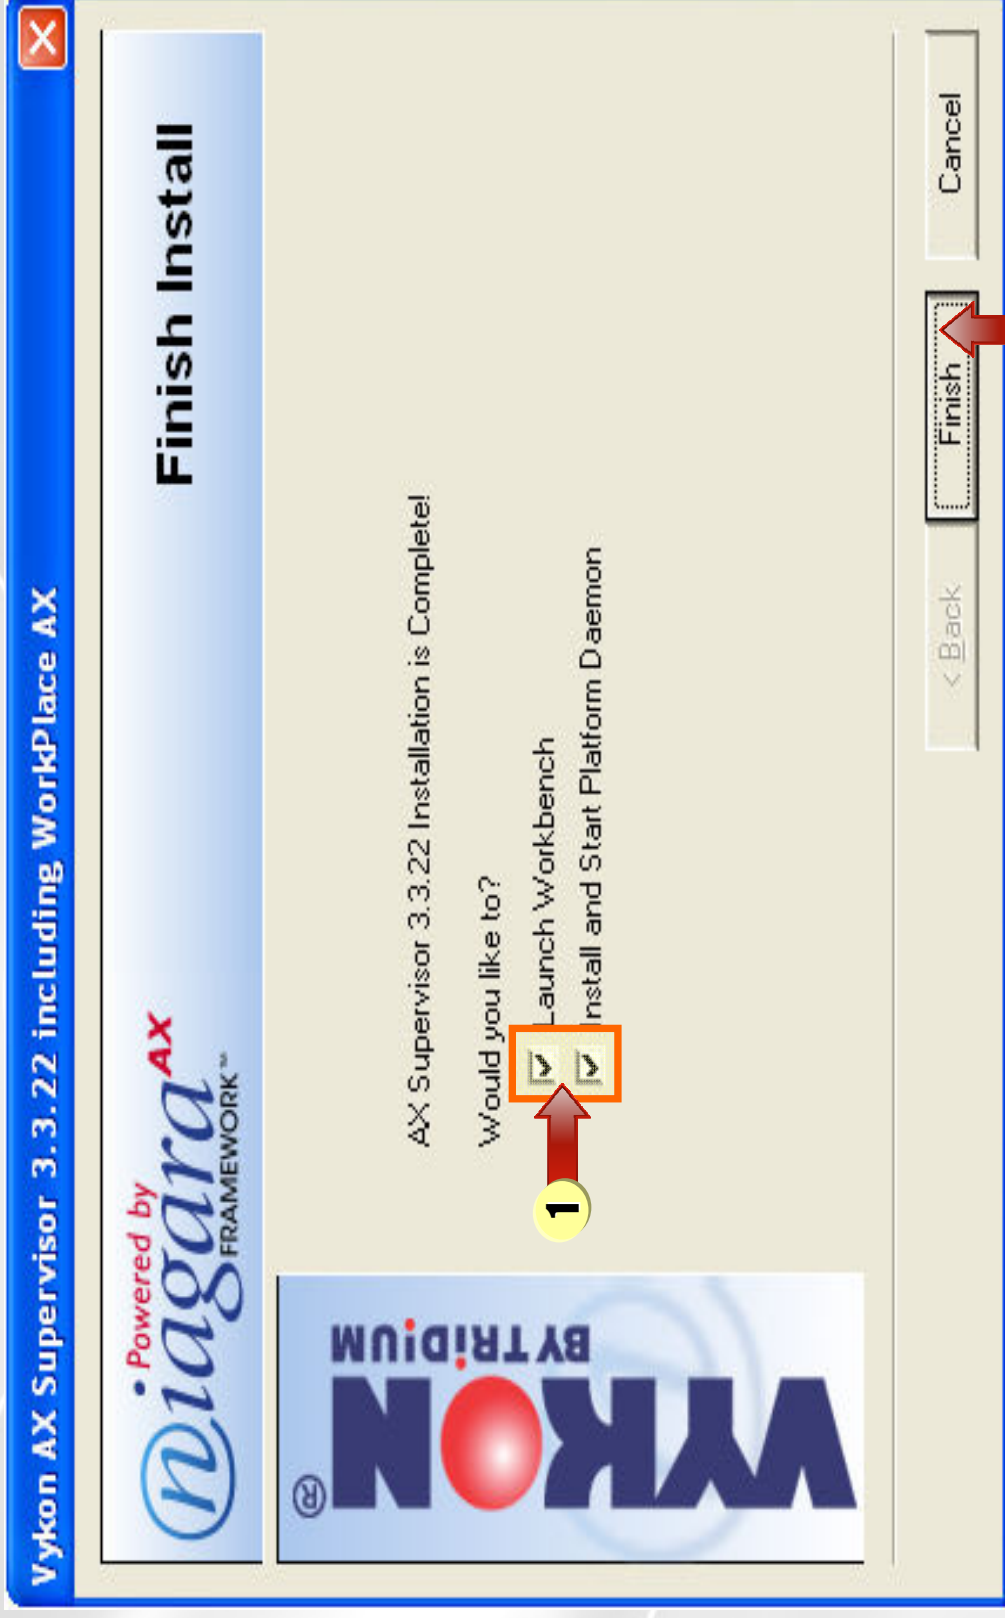 Vykon AX Supervisor 3.3.22 including WorkPlace AX
Powered by
niagara AX
FRAMEWORK™
Finish Install
VYKON®
BY TRIDIUM
AX Supervisor 3.3.22 Installation is Complete!
Would you like to?
Launch Workbench
Install and Start Platform Daemon
1
< Back
Finish
Cancel